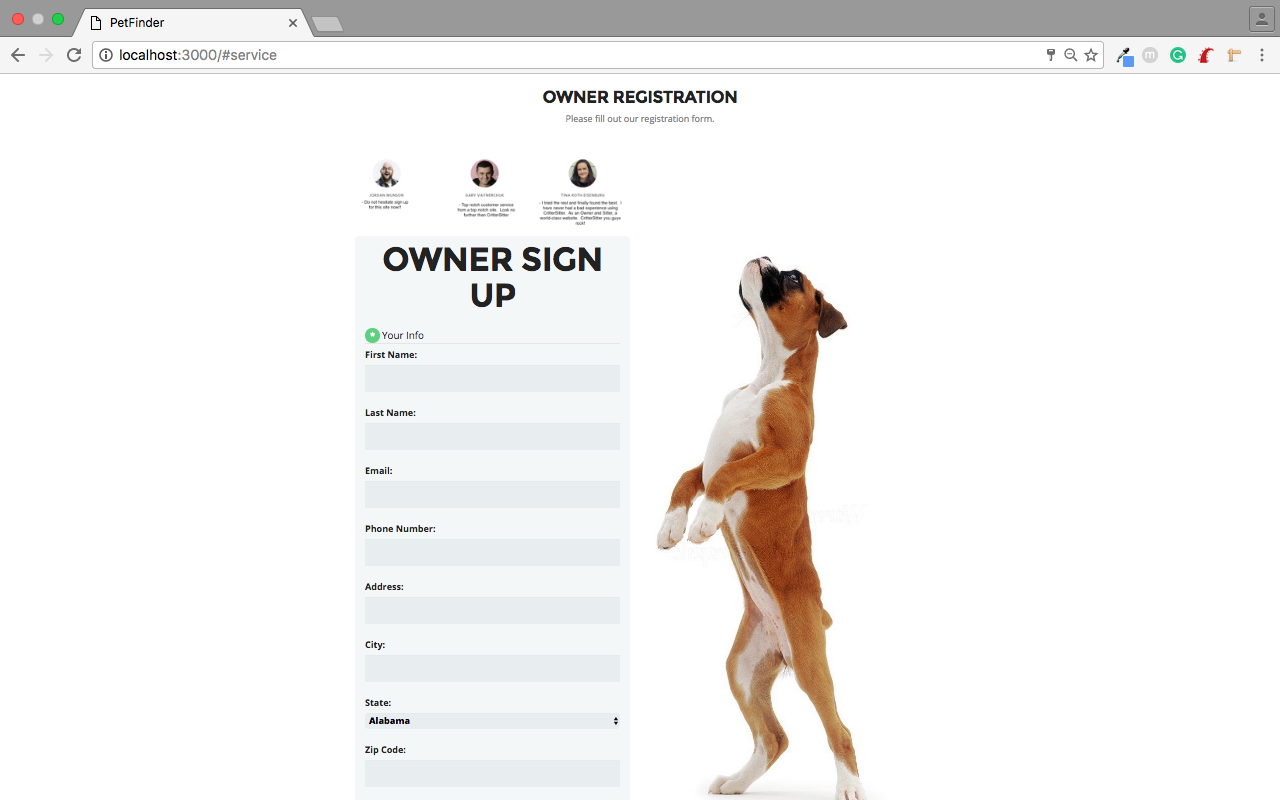 PetFinder
localhost:3000/#service
OWNER REGISTRATION
Please fill out our registration form.
JORDAN MUNSON
GARY VAYNERCHUK
TINA ROTH EISENBERG
- Do not hesitate sign up
for this site now!!
- Top notch customer service
from a top notch site. Look no
further than CritterSitter
- I tried the rest and finally found the best. I
have never had a bad experience using
CritterSitter. As an Owner and Sitter, a
world-class website. CritterSitter you guys
rock!
OWNER SIGN
UP
* Your Info
First Name:
Last Name:
Email:
Phone Number:
Address:
City:
State:
Alabama
Zip Code: